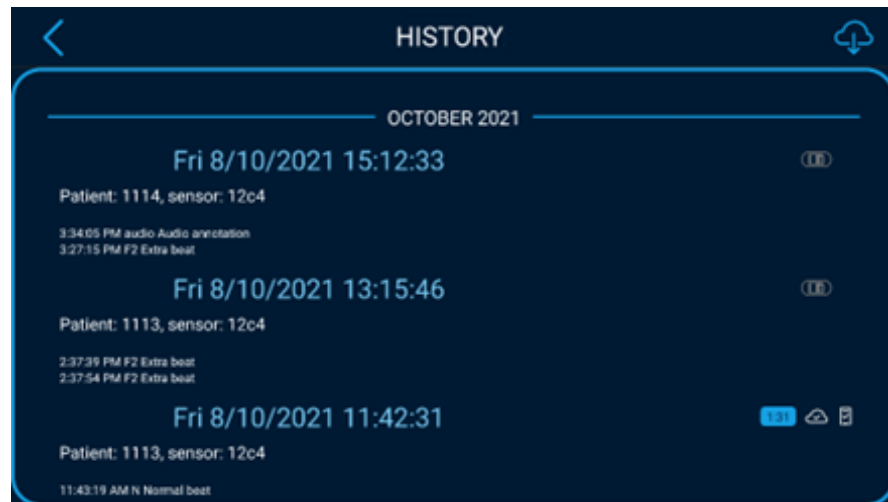 HISTORY
OCTOBER 2021
Fri 8/10/2021 15:12:33
Patient: 1114, sensor: 12c4
3:34:05 PM audio Audio annotation
3:27:15 PM F2 Extra beat
Fri 8/10/2021 13:15:46
Patient: 1113, sensor: 12c4
2:37:39 PM F2 Extra beat
2:37:54 PM F2 Extra beat
Fri 8/10/2021 11:42:31
1:31
Patient: 1113, sensor: 12c4
11:43:19 AM N Normal beat